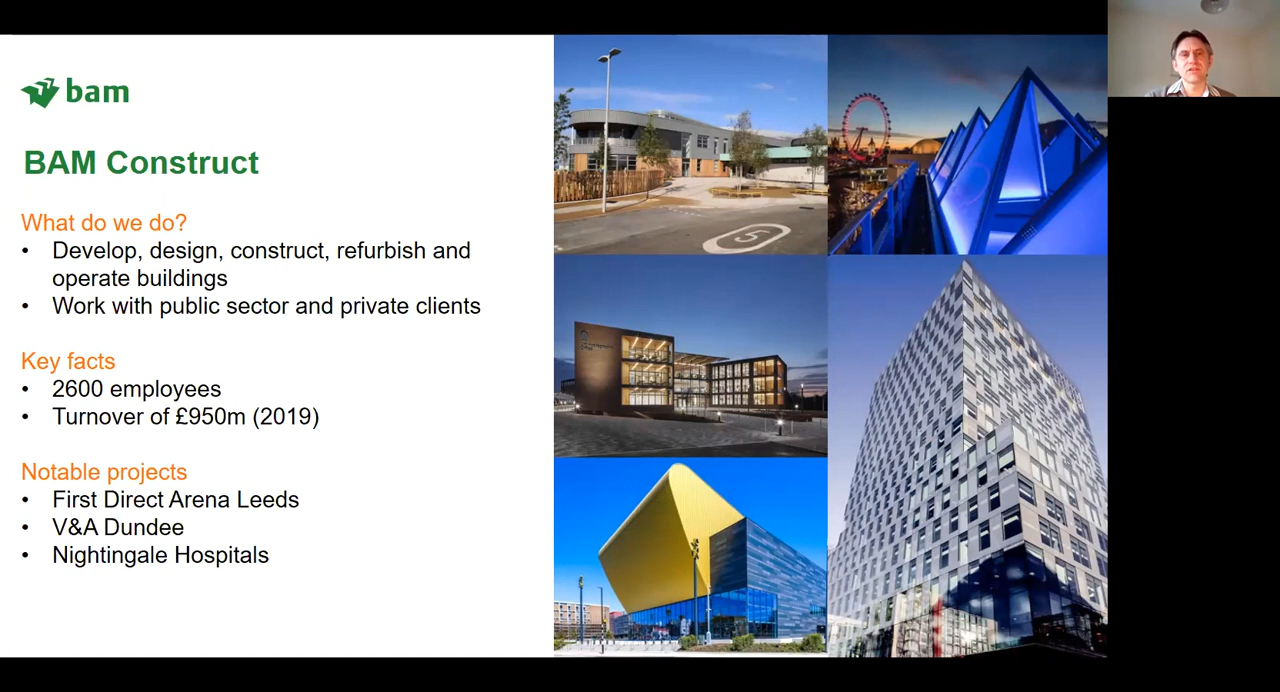 bam
BAM Construct
What do we do?
• Develop, design, construct, refurbish and
operate buildings
• Work with public sector and private clients
Key facts
• 2600 employees
• Turnover of £950m (2019)
Notable projects
• First Direct Arena Leeds
• V&A Dundee
• Nightingale Hospitals
5